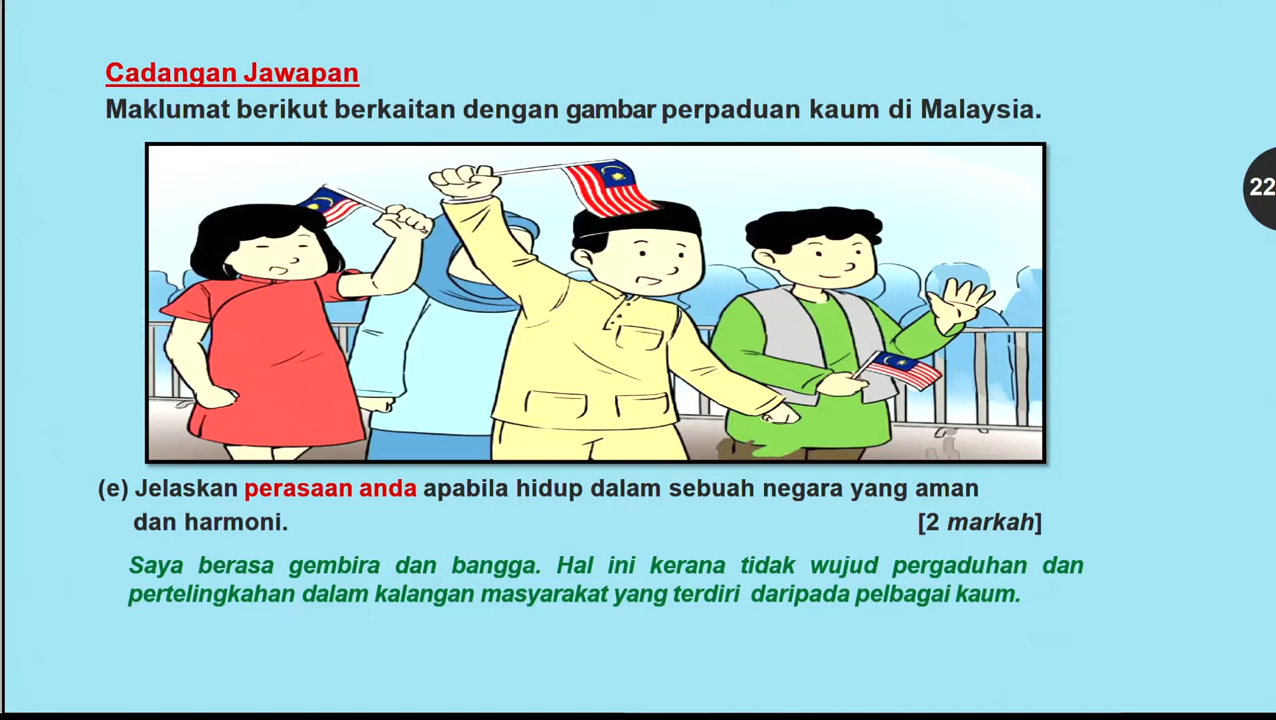 Cadangan Jawapan
Maklumat berikut berkaitan dengan gambar perpaduan kaum di Malaysia.
22
(e) Jelaskan perasaan anda apabila hidup dalam sebuah negara yang aman
dan harmoni. [2 markah]
Saya berasa gembira dan bangga. Hal ini kerana tidak wujud pergaduhan dan
pertelingkahan dalam kalangan masyarakat yang terdiri daripada pelbagai kaum.